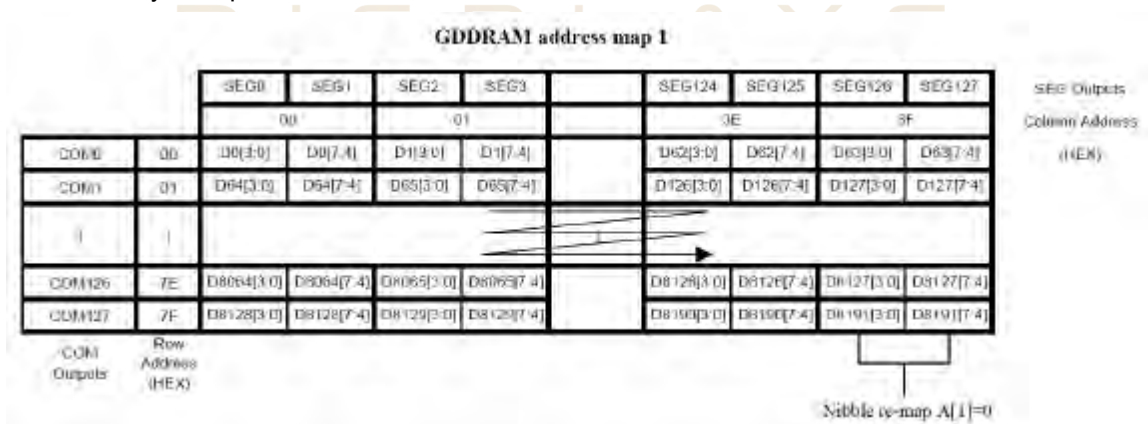 GDDRAM address map 1
SEG0 SEG1 SEG2 SEG3 SEG124 SEG125 SEG126 SEG127 SEG Outputs
00 01 3E 3F Column Address
COM0 00 D0[3:0] D0[7:4] D1[3:0] D1[7:4] D62[3:0] D62[7:4] D63[3:0] D63[7:4] (HEX)
COM1 01 D64[3:0] D64[7:4] D65[3:0] D65[7:4] D126[3:0] D126[7:4] D127[3:0] D127[7:4]
COM126 7E D8064[3:0] D8064[7:4] D8065[3:0] D8065[7:4] D8126[3:0] D8126[7:4] D8127[3:0] D8127[7:4]
COM127 7F D8128[3:0] D8128[7:4] D8129[3:0] D8129[7:4] D8190[3:0] D8190[7:4] D8191[3:0] D8191[7:4]
COM Row
Outputs Address
(HEX)
Nibble re-map A[1]=0